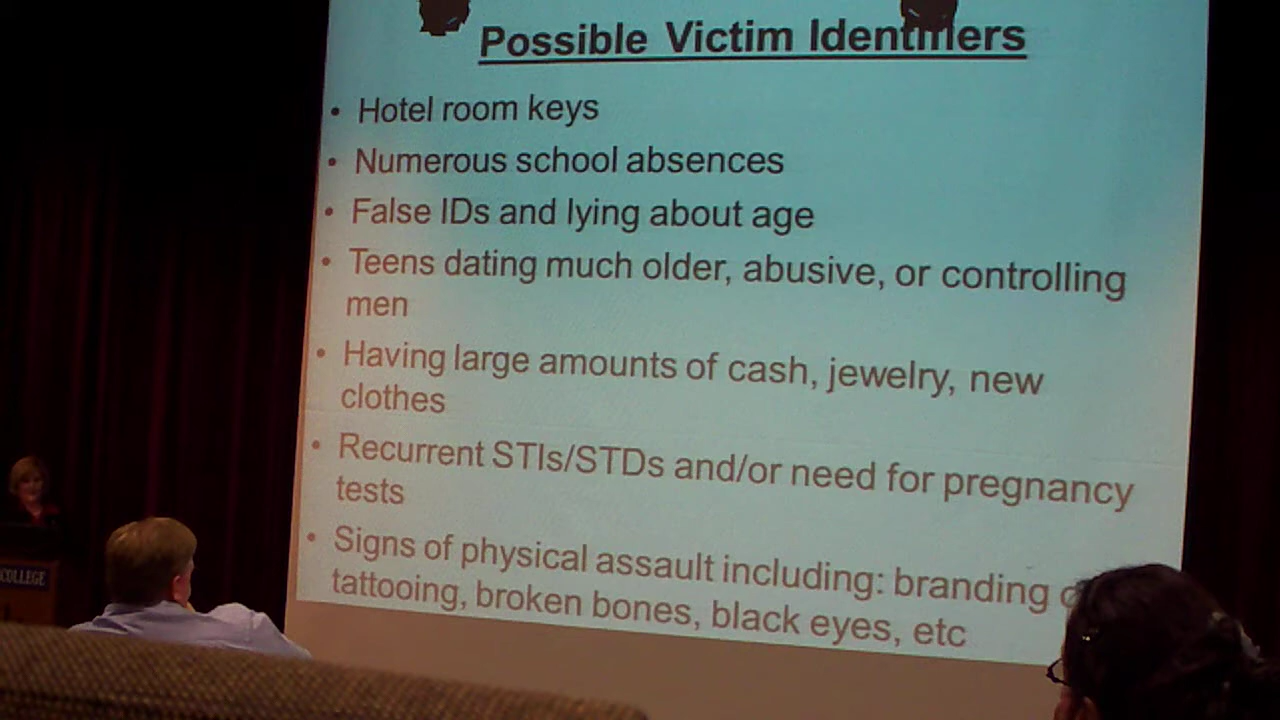 Possible Victim Identifiers
• Hotel room keys
• Numerous school absences
• False IDs and lying about age
• Teens dating much older, abusive, or controlling
men
• Having large amounts of cash, jewelry, new
clothes
• Recurrent STIs/STDs and/or need for pregnancy
tests
• Signs of physical assault including: branding
tattooing, broken bones, black eyes, etc
COLLEGE